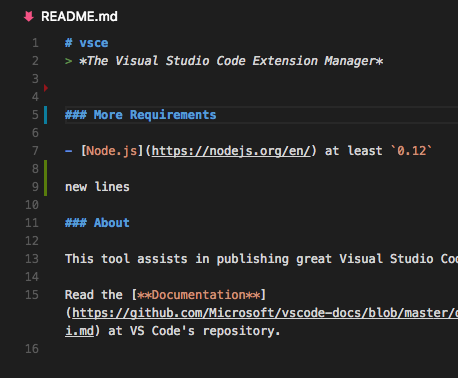 README.md
1 # vsce
2 > *The Visual Studio Code Extension Manager*
3
4
5 ### More Requirements
6
7 - [Node.js](https://nodejs.org/en/) at least `0.12`
8
9 new lines
10
11 ### About
12
13 This tool assists in publishing great Visual Studio
14
15 Read the [**Documentation**]
(https://github.com/Microsoft/vscode-docs/blob/master/
i.md) at VS Code's repository.
16